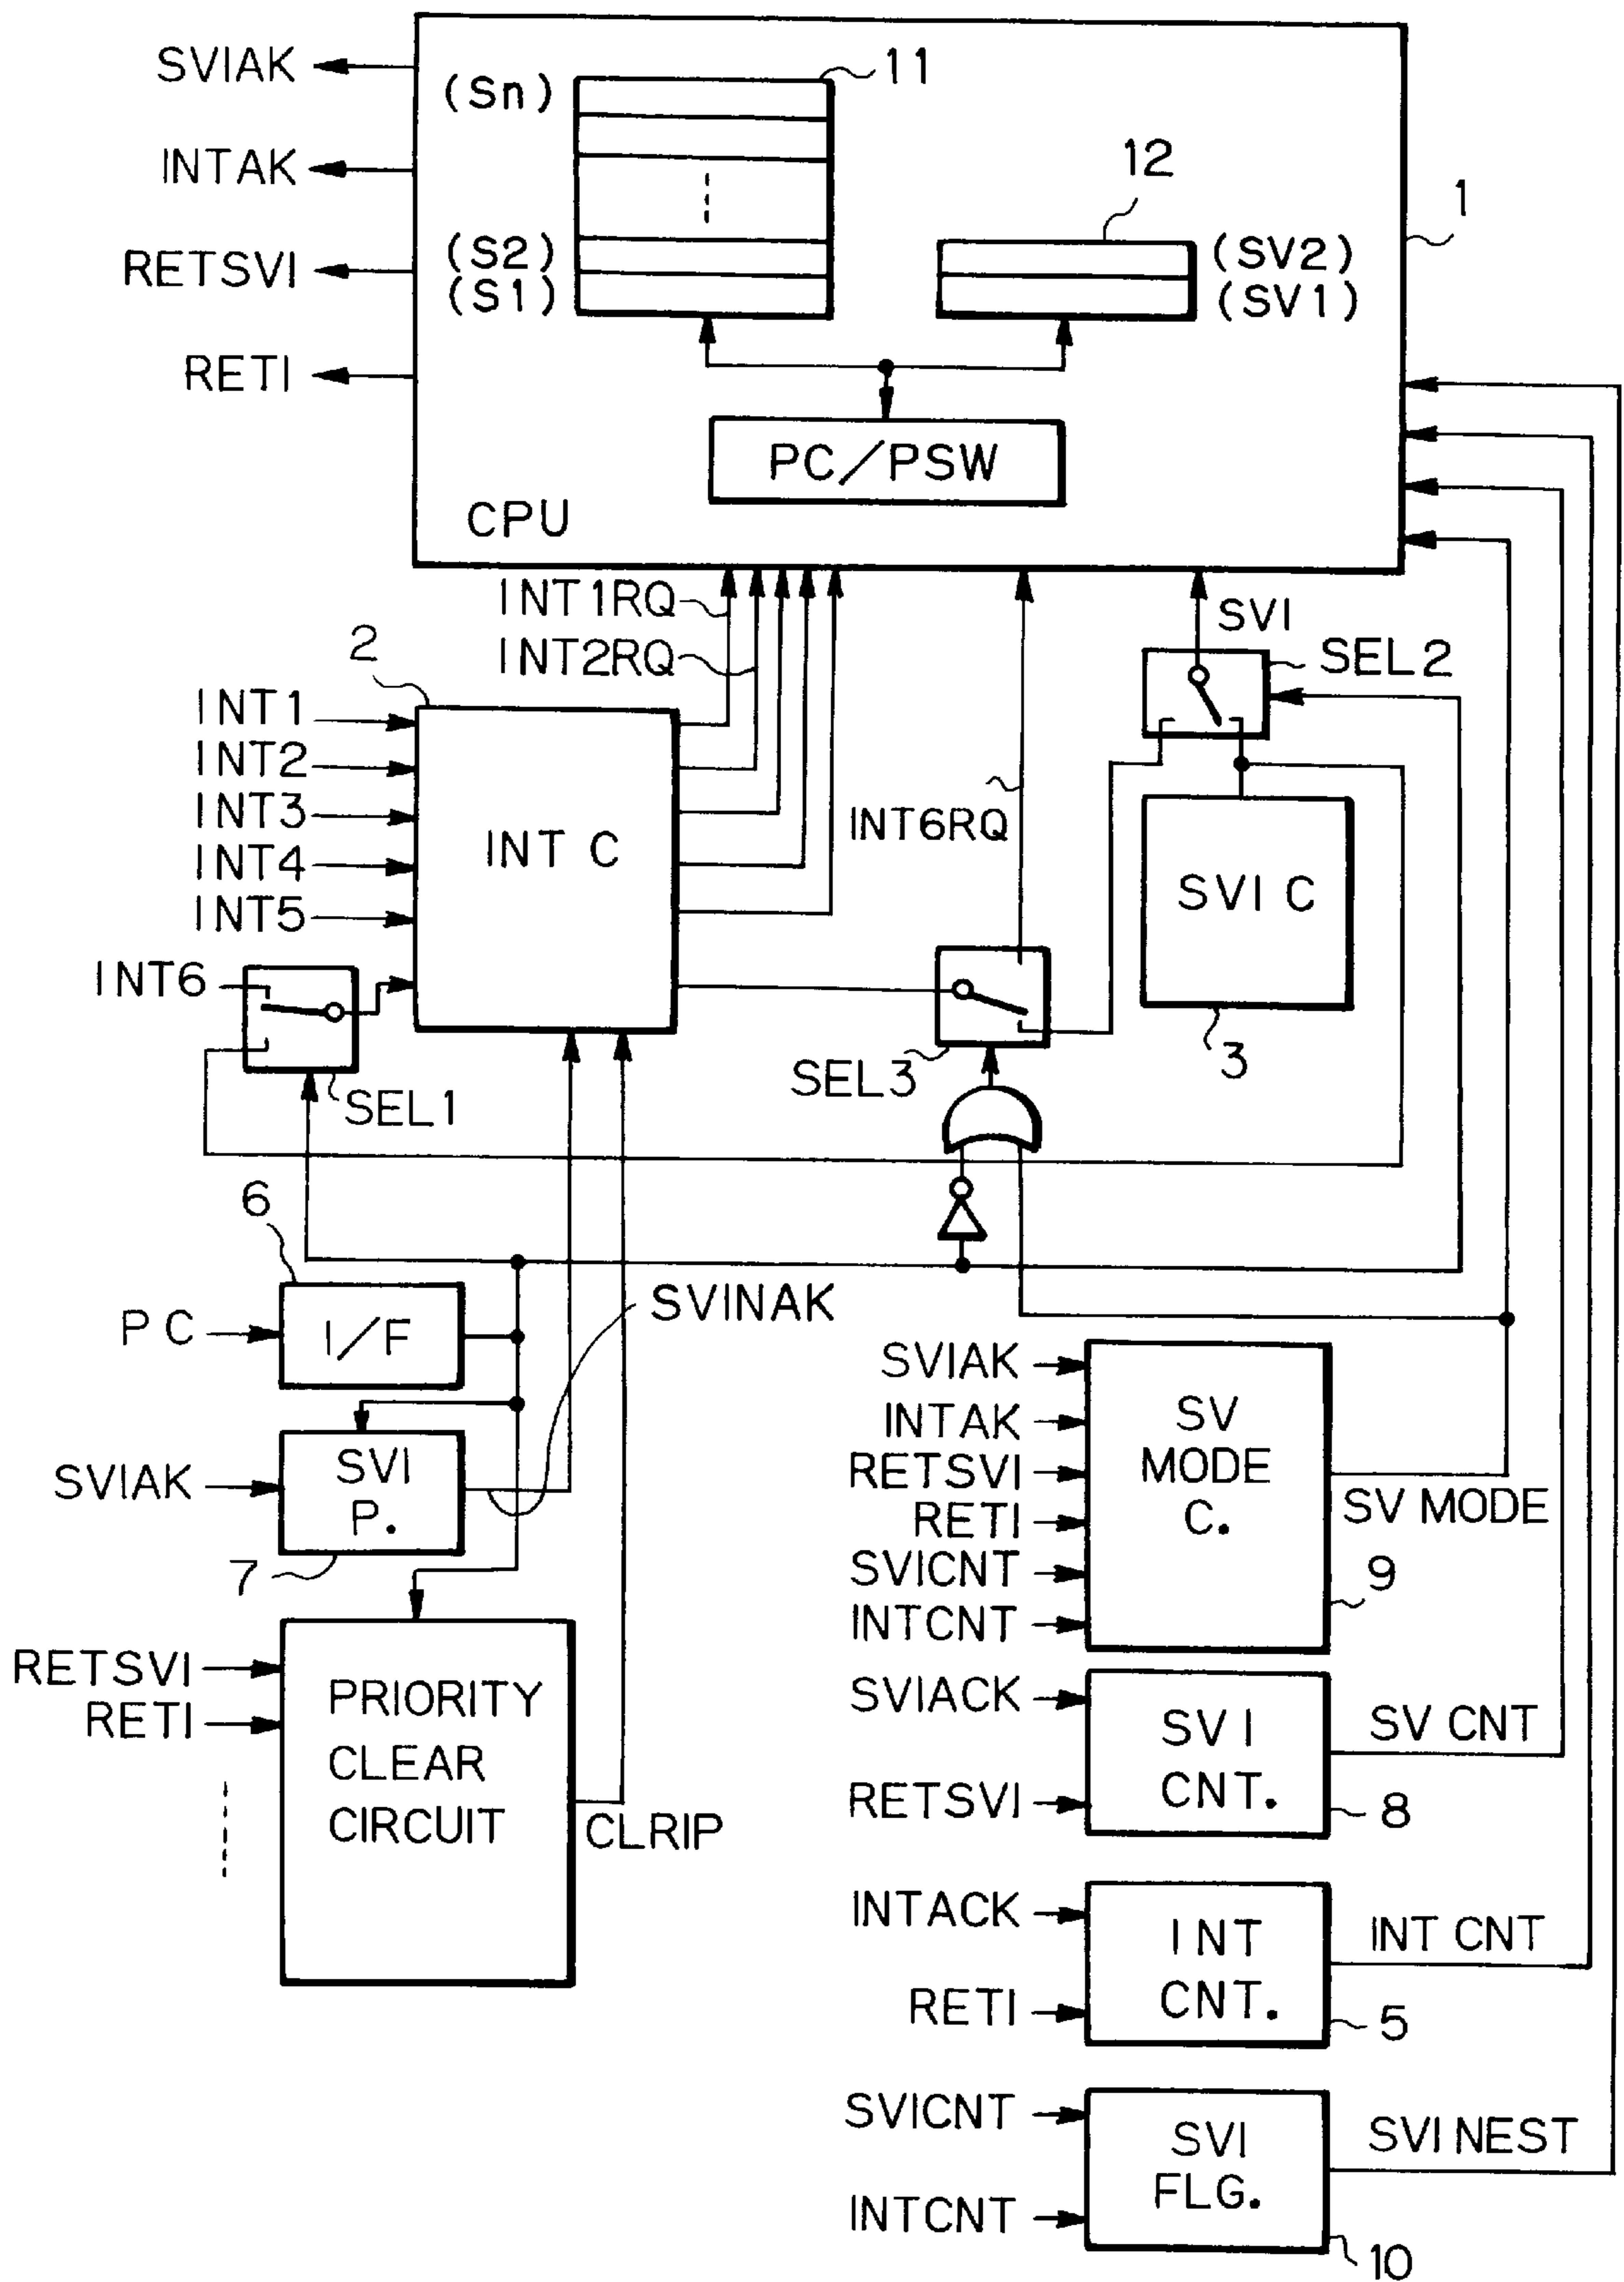 SVIAK
INTAK
RETSVI
RETI
(Sn)
11
(S2)
(S1)
12
(SV2)
(SV1)
1
PC/PSW
CPU
INT1RQ
INT2RQ
SVI
SEL2
2
INT1
INT2
INT3
INT4
INT5
INT6
INT C
INT6RQ
SVI C
3
SEL3
SEL1
6
PC
I/F
SVINAK
SVIAK
SVI
P.
7
RETSVI
RETI
PRIORITY
CLEAR
CIRCUIT
CLRIP
SVIAK
INTAK
RETSVI
RETI
SVICNT
INTCNT
SV
MODE
C.
SV MODE
9
SVIACK
RETSVI
SVI
CNT.
SV CNT
8
INTACK
RETI
INT
CNT.
INT CNT
5
SVICNT
INTCNT
SVI
FLG.
SVI NEST
10